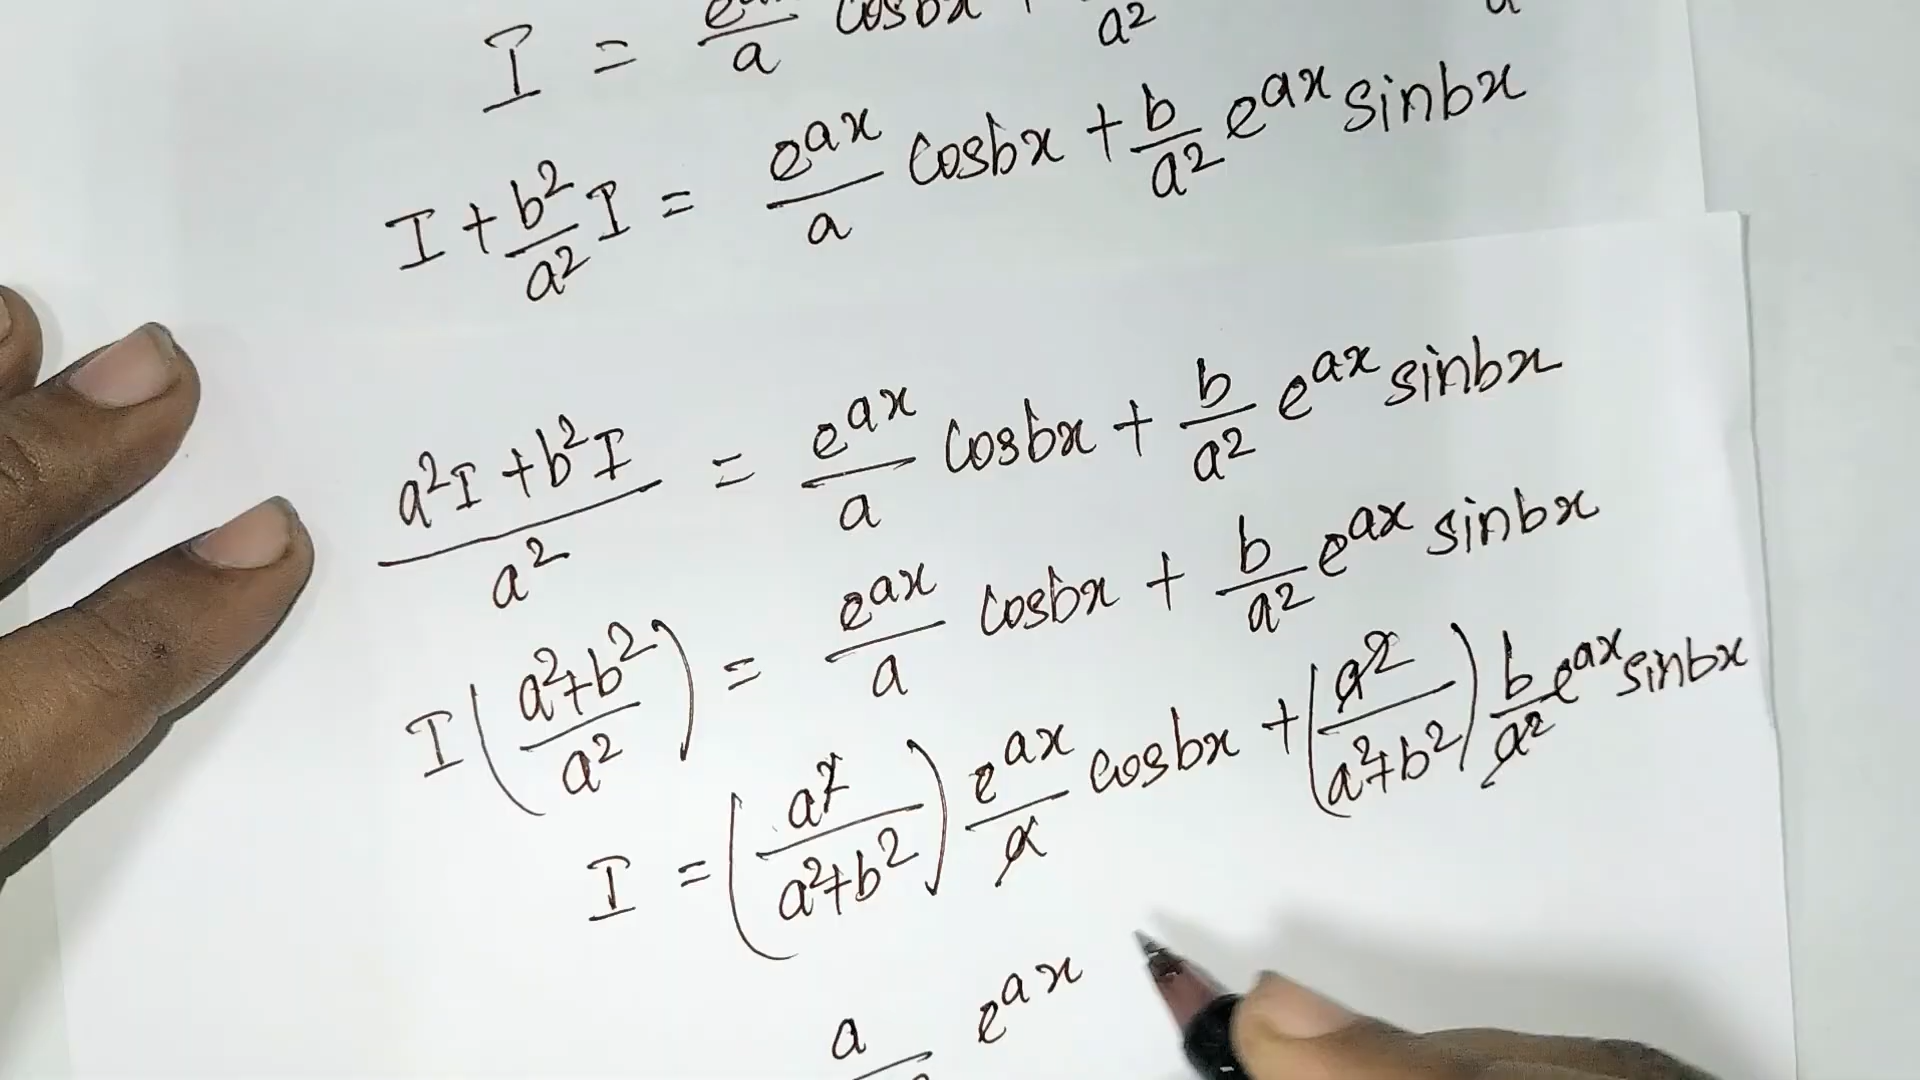 I = e^ax/a cosbx + /a²
I + b²/a² I = e^ax/a cosbx + b/a² e^ax sinbx
a²I + b²I/a² = e^ax/a cosbx + b/a² e^ax sinbx
I(a²+b²/a²) = e^ax/a cosbx + b/a² e^ax sinbx
I = (a²/a²+b²) e^ax/a cosbx + (a²/a²+b²) b/a² e^ax sinbx
a e^ax